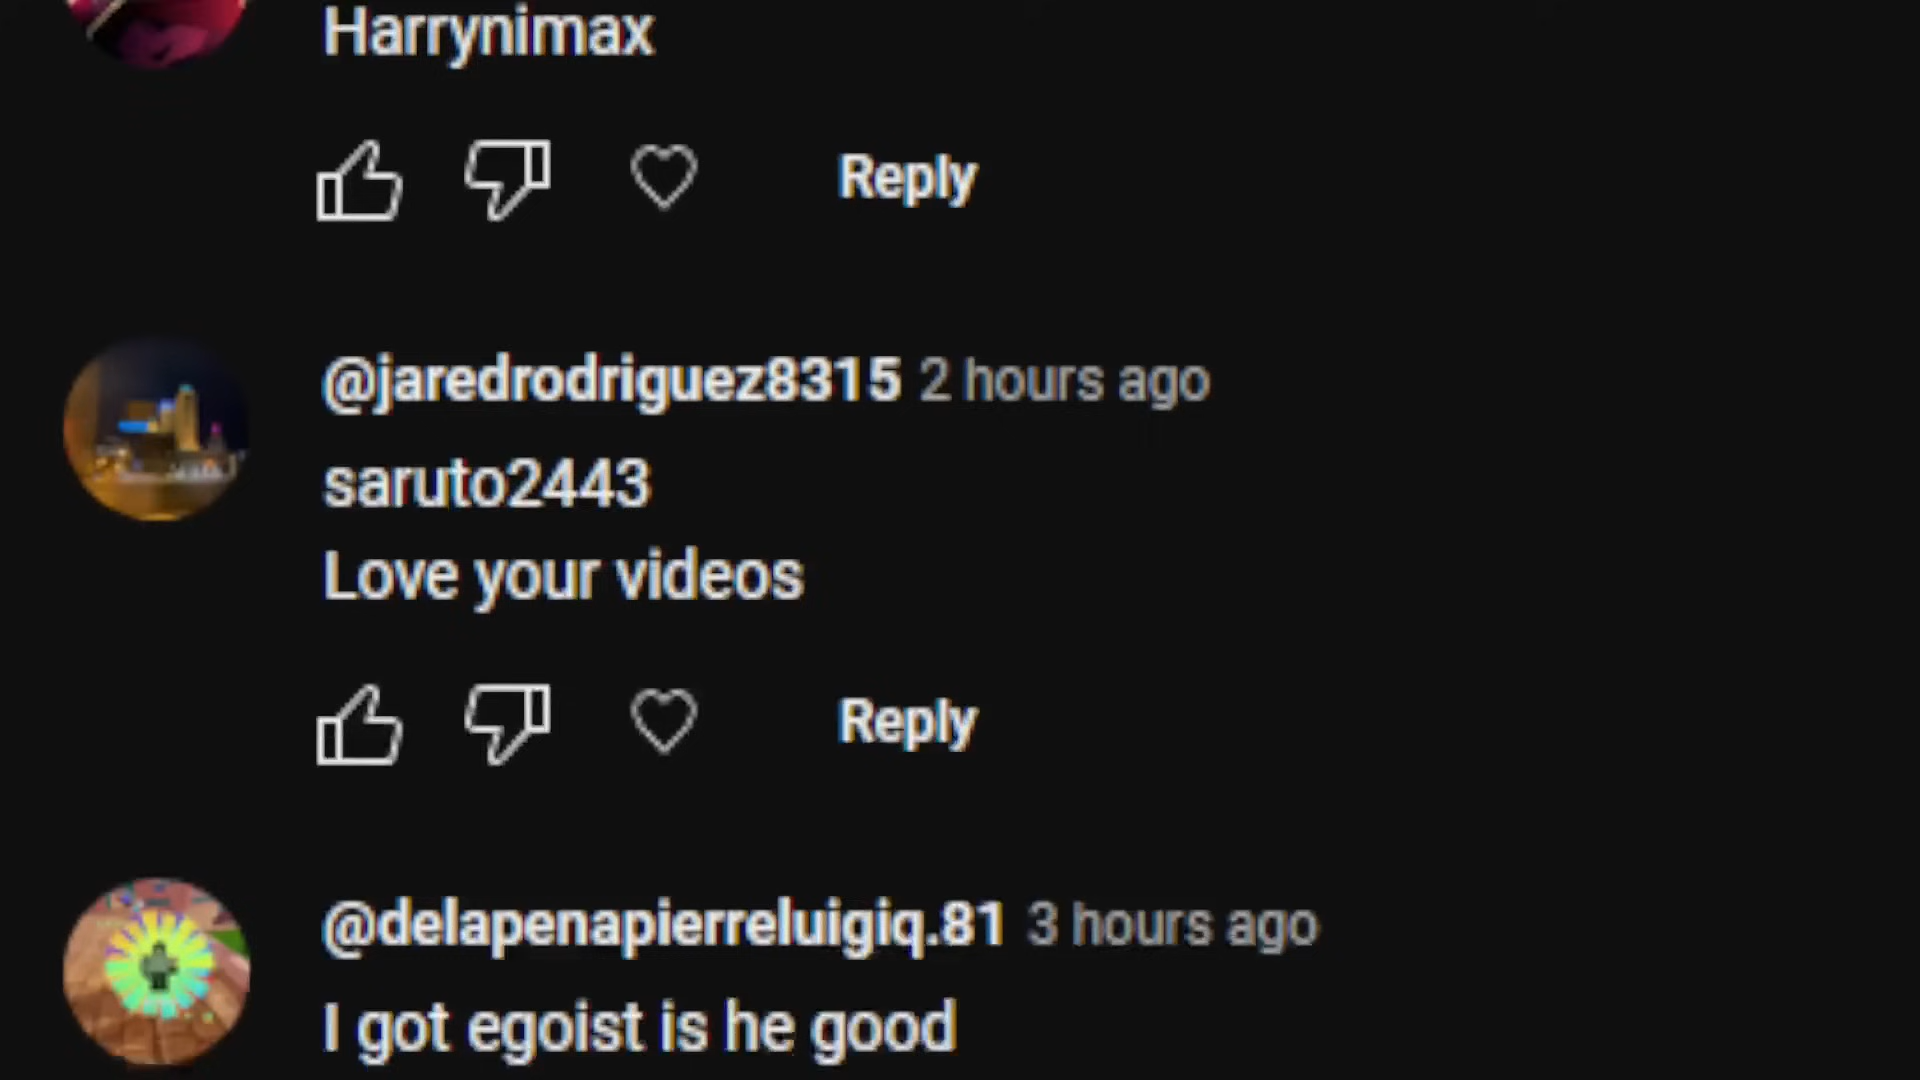 Harrynimax
Reply
@jaredrodriguez8315 2 hours ago
saruto2443
Love your videos
Reply
@delapenapierreluigiq.81 3 hours ago
I got egoist is he good